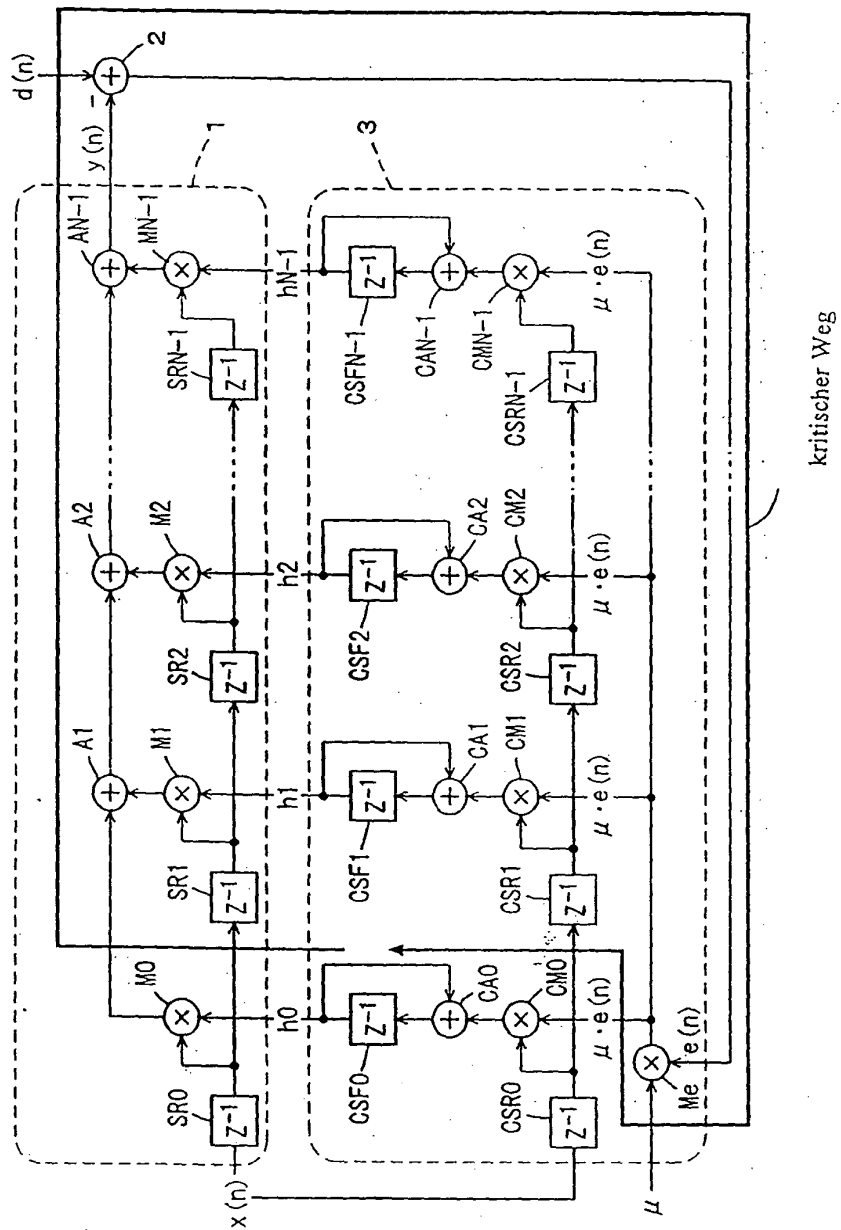 d(n)
y(n)
−
2
1
3
AN-1
A2
A1
MN-1
M2
M1
M0
SRN-1
SR2
SR1
SR0
Z⁻¹
Z⁻¹
Z⁻¹
Z⁻¹
x(n)
h0
h1
h2
hN-1
CSF0
CSF1
CSF2
CSFN-1
Z⁻¹
Z⁻¹
Z⁻¹
Z⁻¹
CA0
CA1
CA2
CAN-1
CM0
CM1
CM2
CMN-1
CSR0
CSR1
CSR2
CSRN-1
Z⁻¹
Z⁻¹
Z⁻¹
Z⁻¹
μ·e(n)
μ·e(n)
μ·e(n)
μ·e(n)
μ
Me
e(n)
kritischer Weg